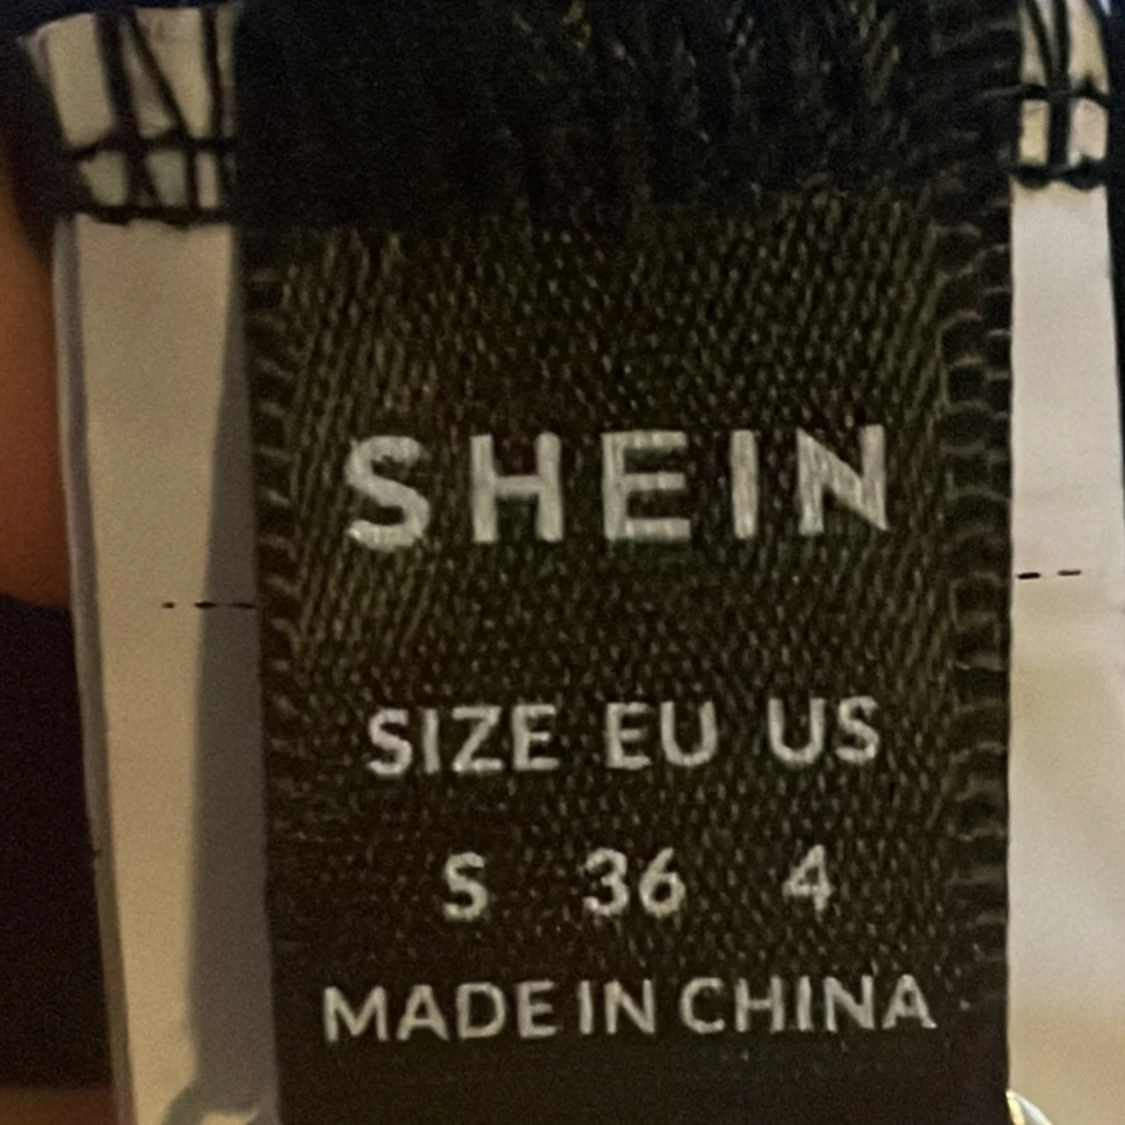 SHEIN
SIZE EU US
S 36 4
MADE IN CHINA